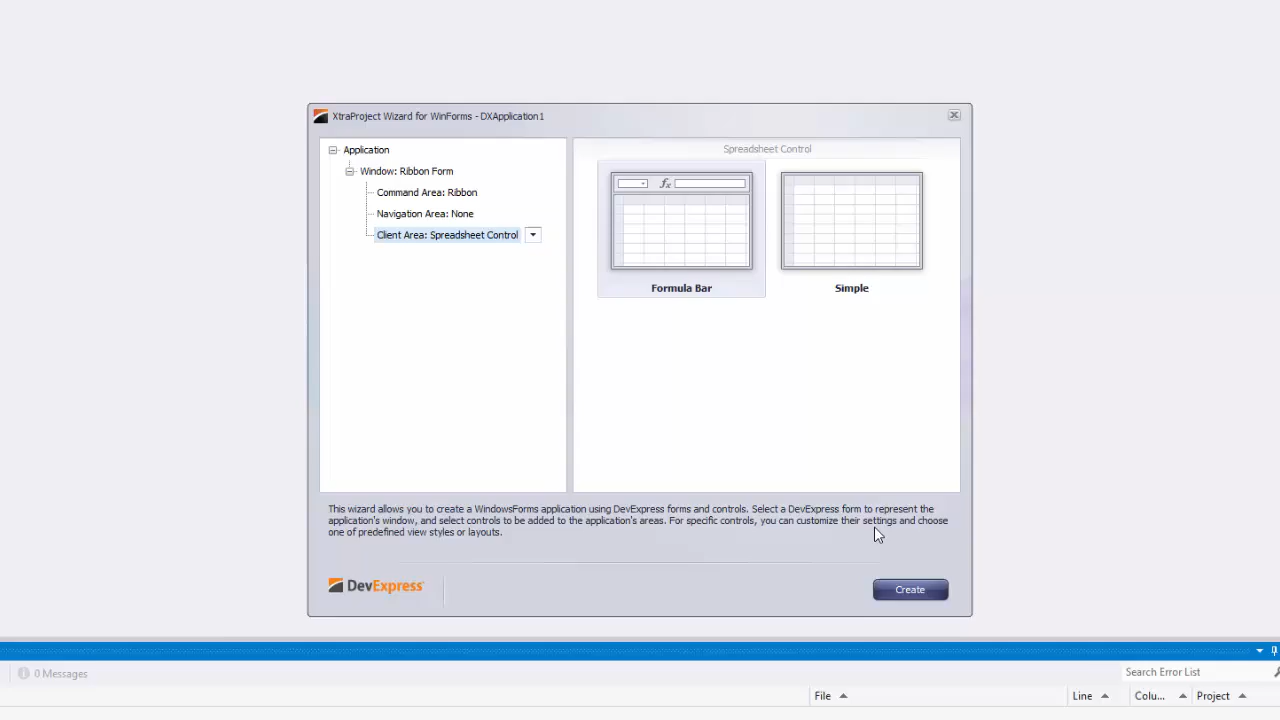 XtraProject Wizard for WinForms - DXApplication1
Application
Window: Ribbon Form
Command Area: Ribbon
Navigation Area: None
Client Area: Spreadsheet Control
Spreadsheet Control
fx
Formula Bar
Simple
This wizard allows you to create a WindowsForms application using DevExpress forms and controls. Select a DevExpress form to represent the
application's window, and select controls to be added to the application's areas. For specific controls, you can customize their settings and choose
one of predefined view styles or layouts.
DevExpress
Create
0 Messages
Search Error List
File
Line
Colu...
Project